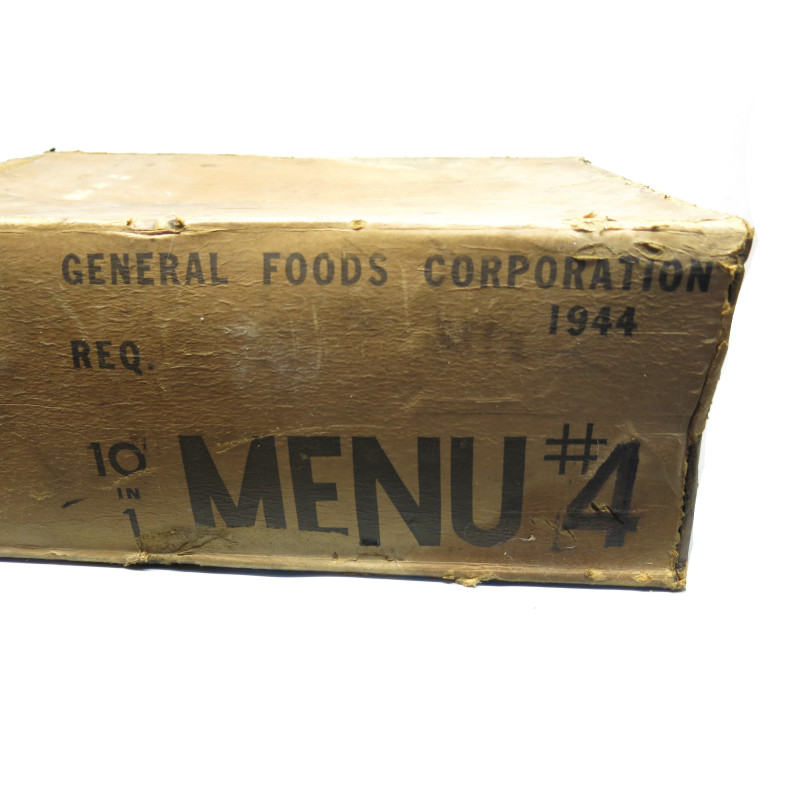 GENERAL FOODS CORPORATION
1944
REQ.
10
IN
1
MENU #4